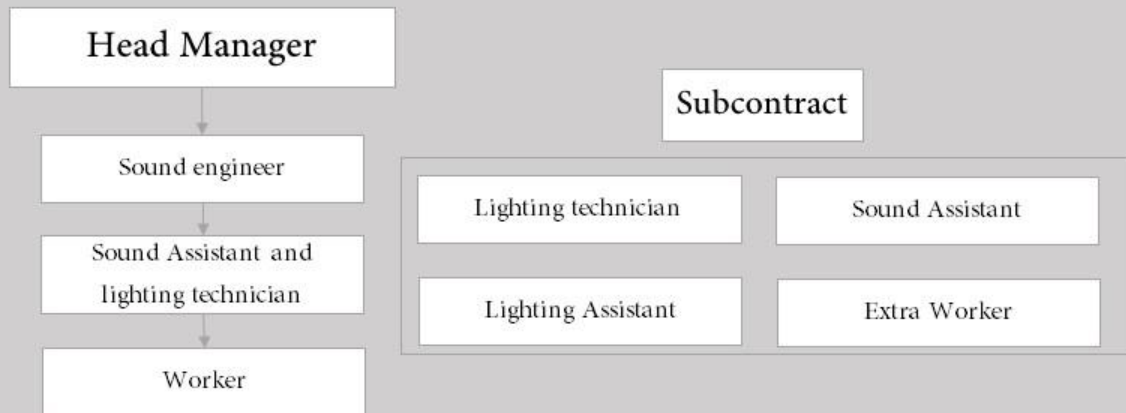 Head Manager
Sound engineer
Sound Assistant and
lighting technician
Worker
Subcontract
Lighting technician
Sound Assistant
Lighting Assistant
Extra Worker